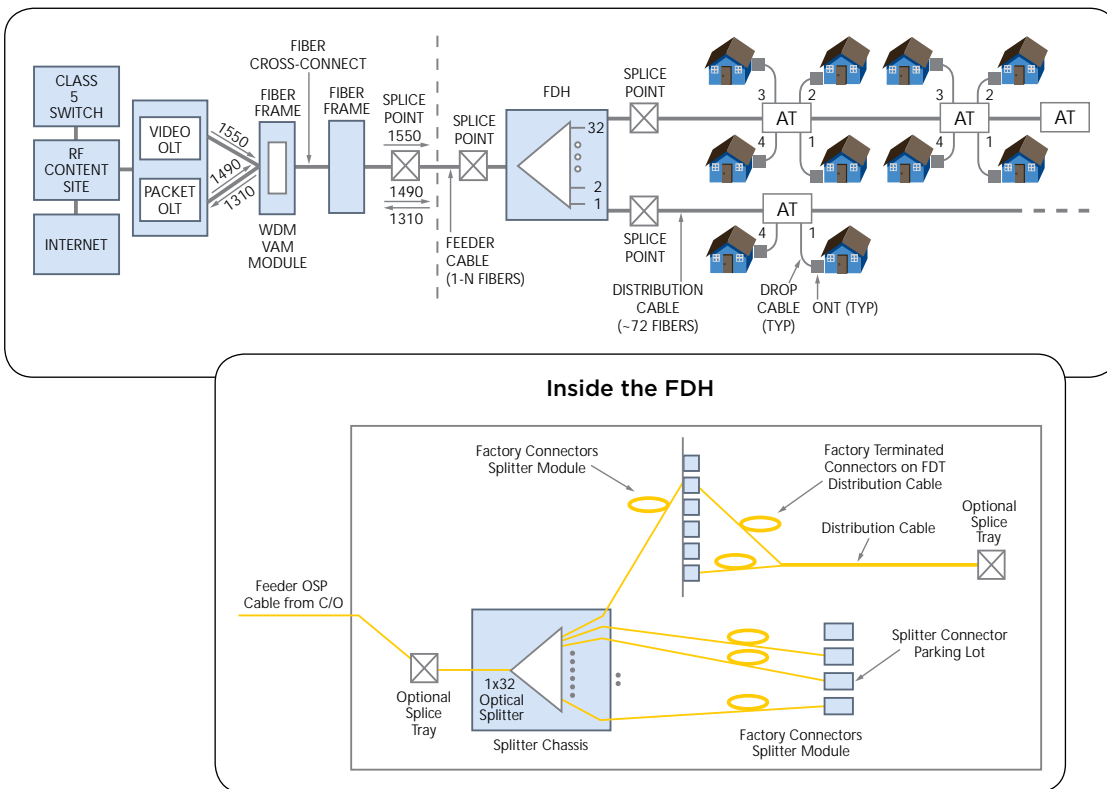 CLASS
5
SWITCH
RF
CONTENT
SITE
INTERNET
VIDEO
OLT
PACKET
OLT
1550
1490
1310
FIBER
FRAME
WDM
VAM
MODULE
FIBER
CROSS-CONNECT
FIBER
FRAME
SPLICE
POINT
1550
1490
1310
SPLICE
POINT
FEEDER
CABLE
(1-N FIBERS)
FDH
32
2
1
SPLICE
POINT
SPLICE
POINT
DISTRIBUTION
CABLE
(~72 FIBERS)
3
2
AT
4
1
3
2
AT
4
1
AT
AT
4
1
DROP
CABLE
(TYP)
ONT (TYP)
Inside the FDH
Factory Connectors
Splitter Module
Factory Terminated
Connectors on FDT
Distribution Cable
Optional
Splice
Tray
Distribution Cable
Feeder OSP
Cable from C/O
Optional
Splice
Tray
1x32
Optical
Splitter
Splitter Chassis
Splitter Connector
Parking Lot
Factory Connectors
Splitter Module